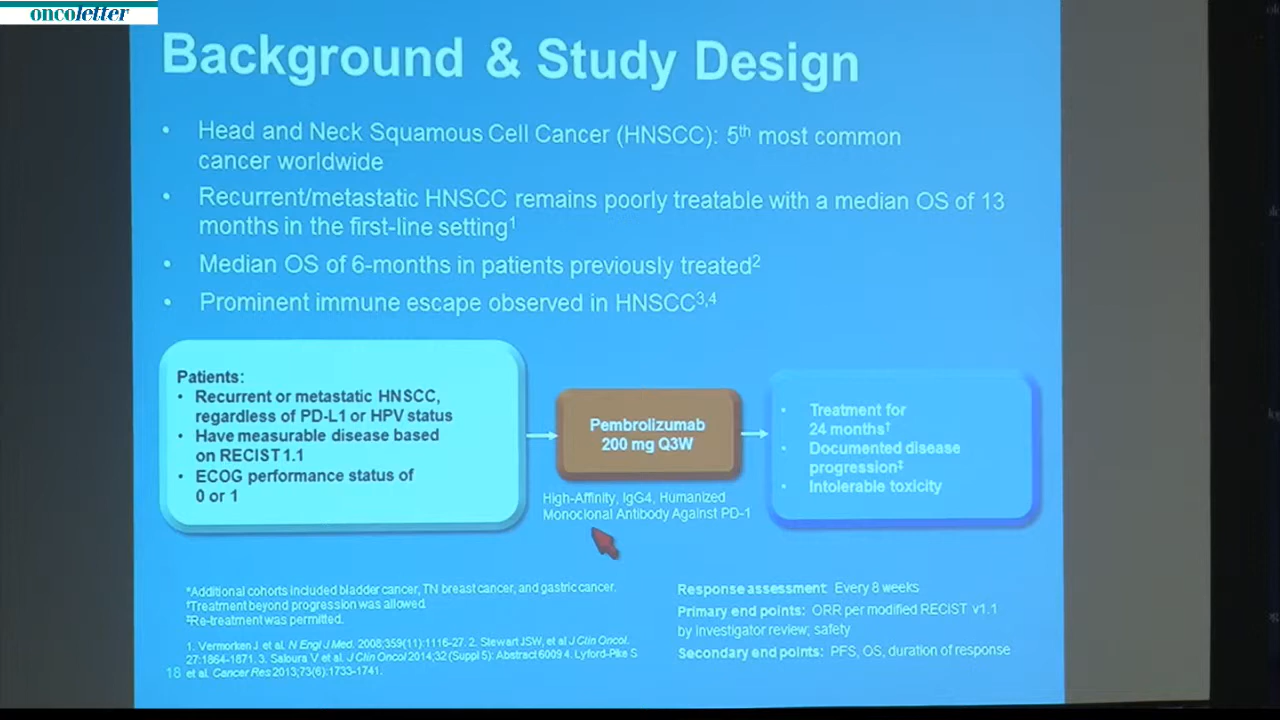 oncoletter
Background & Study Design
• Head and Neck Squamous Cell Cancer (HNSCC): 5th most common
cancer worldwide
• Recurrent/metastatic HNSCC remains poorly treatable with a median OS of 13
months in the first-line setting1
• Median OS of 6-months in patients previously treated2
• Prominent immune escape observed in HNSCC3,4
Patients:
• Recurrent or metastatic HNSCC,
regardless of PD-L1 or HPV status
• Have measurable disease based
on RECIST 1.1
• ECOG performance status of
0 or 1
Pembrolizumab
200 mg Q3W
High-Affinity, IgG4, Humanized
Monoclonal Antibody Against PD-1
• Treatment for
24 months†
• Documented disease
progression‡
• Intolerable toxicity
*Additional cohorts included bladder cancer, TN breast cancer, and gastric cancer.
†Treatment beyond progression was allowed.
‡Re-treatment was permitted.
1. Vermorken J et al. N Engl J Med. 2008;359(11):1116-27. 2. Stewart JSW, et al J Clin Oncol.
27:1864-1871. 3. Saloura V et al. J Clin Oncol 2014;32 (Suppl 5): Abstract 6009 4. Lyford-Pike S
et al. Cancer Res 2013;73(6):1733-1741.
18
Response assessment: Every 8 weeks
Primary end points: ORR per modified RECIST v1.1
by investigator review; safety
Secondary end points: PFS, OS, duration of response